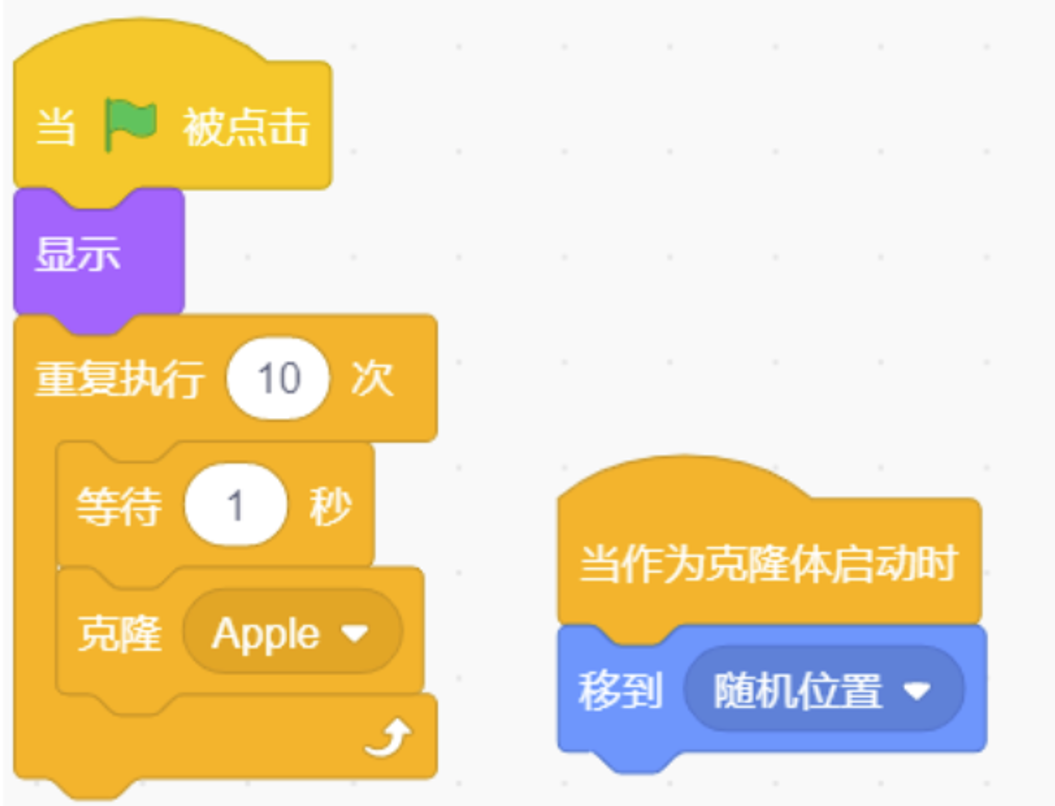 当 被点击
显示
重复执行 10 次
等待 1 秒
克隆 Apple
当作为克隆体启动时
移到 随机位置